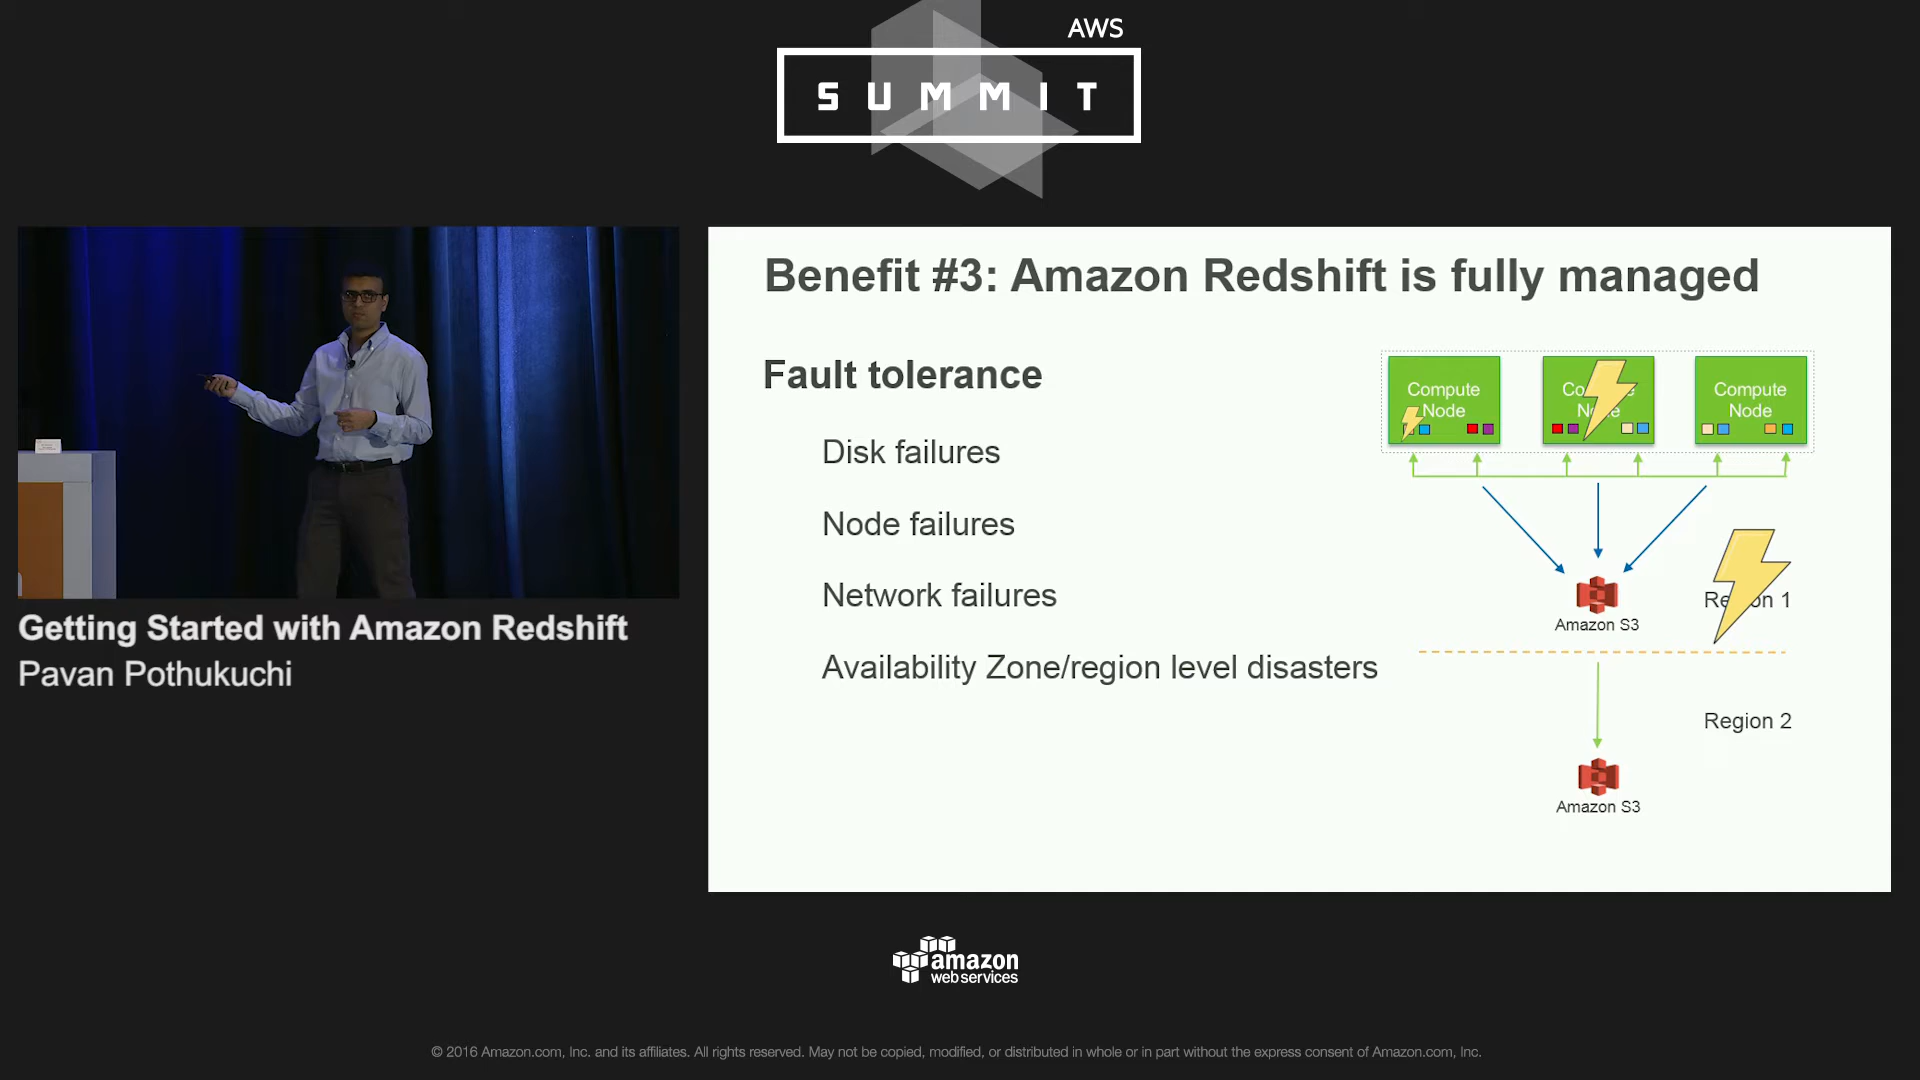 AWS
SUMMIT
Getting Started with Amazon Redshift
Pavan Pothukuchi
Benefit #3: Amazon Redshift is fully managed
Fault tolerance
Disk failures
Node failures
Network failures
Availability Zone/region level disasters
Compute
Node
Compute
Node
Compute
Node
Amazon S3
Region 1
Region 2
Amazon S3
amazon
webservices
© 2016 Amazon.com, Inc. and its affiliates. All rights reserved. May not be copied, modified, or distributed in whole or in part without the express consent of Amazon.com, Inc.